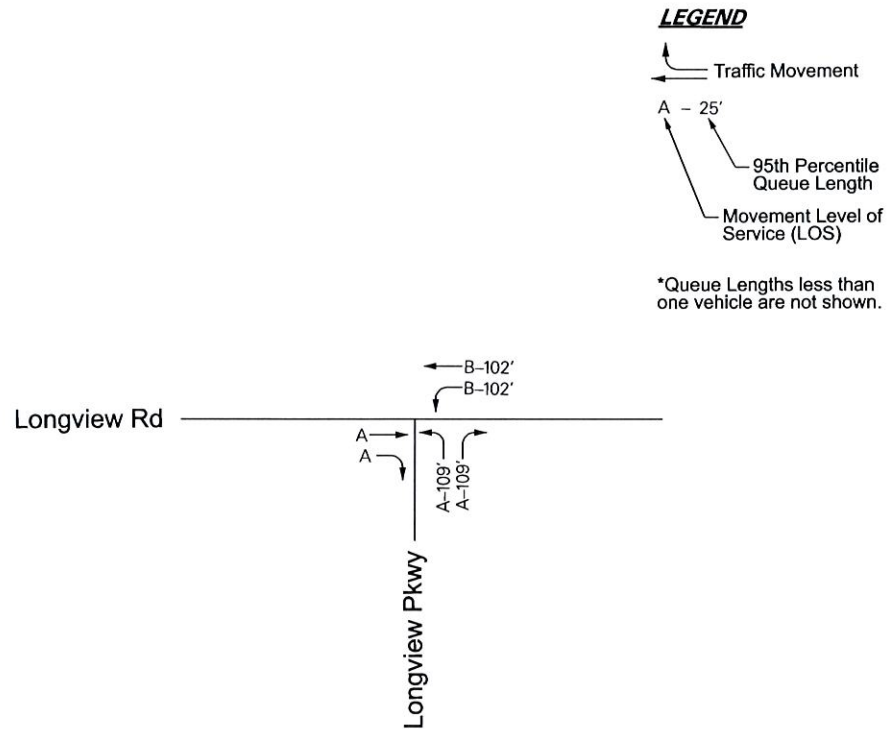 LEGEND
Traffic Movement
A – 25'
95th Percentile
Queue Length
Movement Level of
Service (LOS)
*Queue Lengths less than
one vehicle are not shown.
B–102'
B–102'
Longview Rd
A
A
A–109'
A–109'
Longview Pkwy